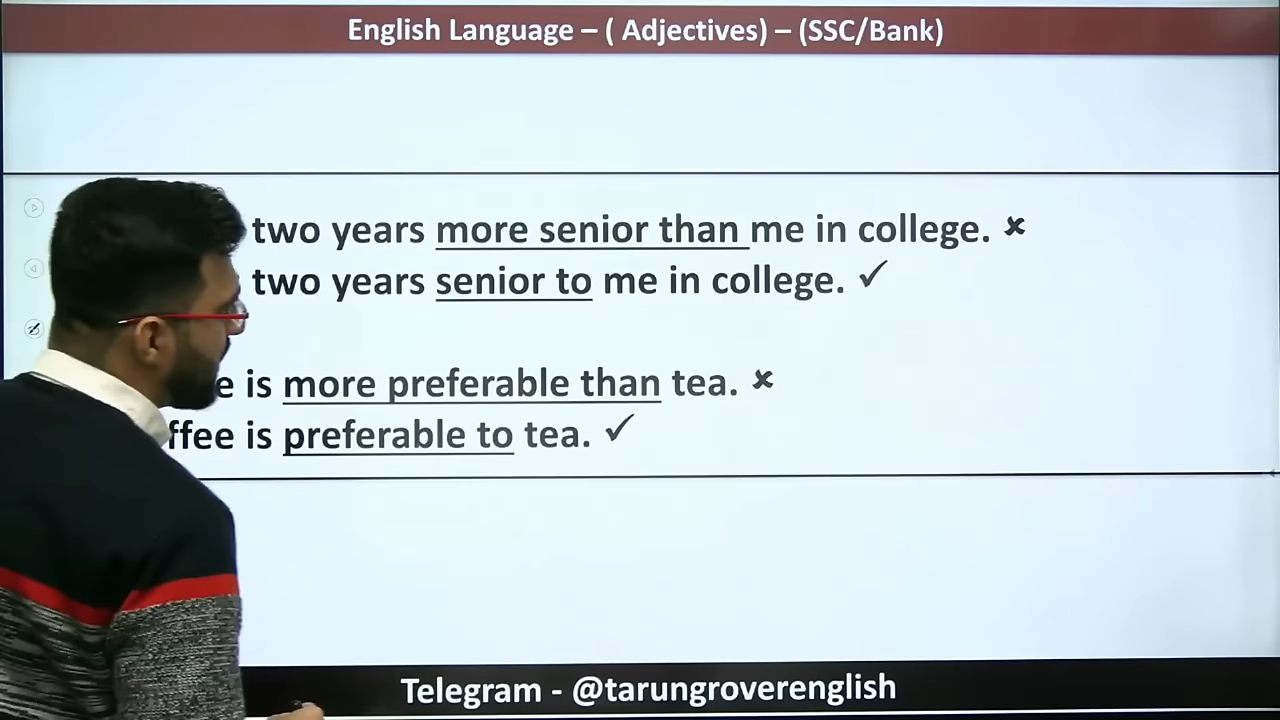 English Language – ( Adjectives) – (SSC/Bank)
two years more senior than me in college. ×
two years senior to me in college. ✓
is more preferable than tea. ×
is preferable to tea. ✓
Telegram - @tarungroverenglish